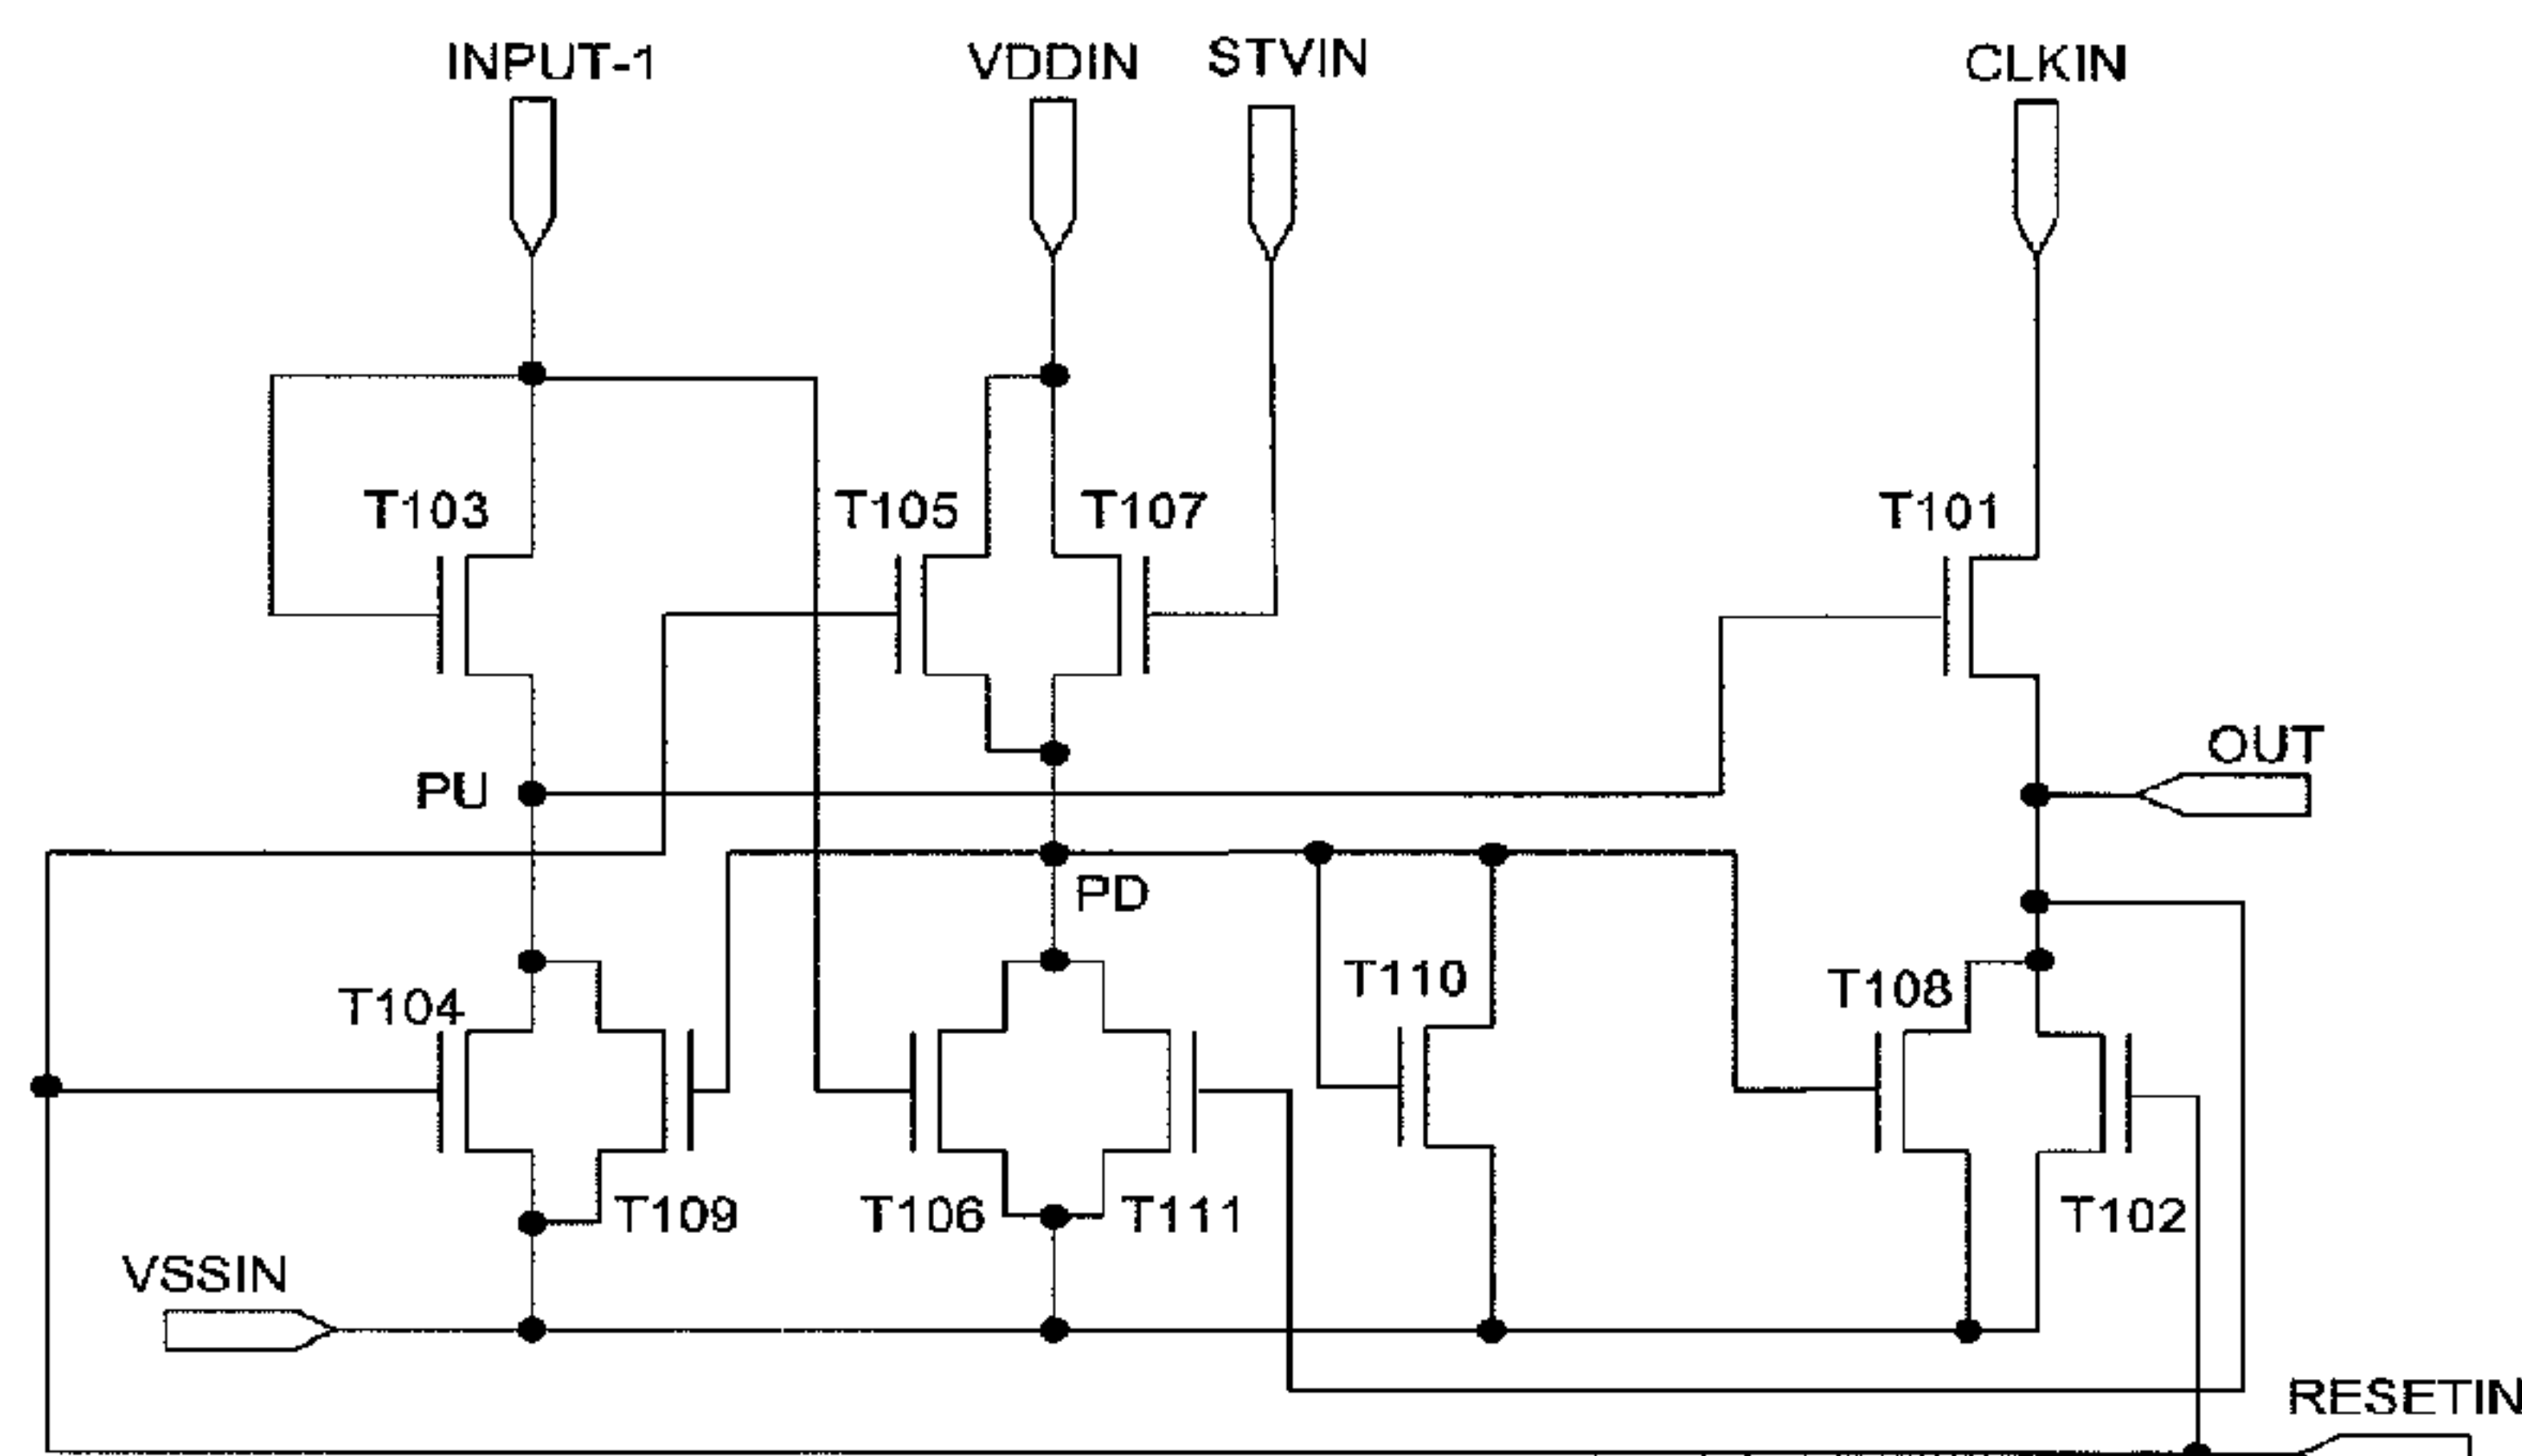 INPUT-1
VDDIN
STVIN
CLKIN
T103
T105
T107
T101
PU
OUT
PD
T104
T110
T108
T109
T106
T111
T102
VSSIN
RESETIN